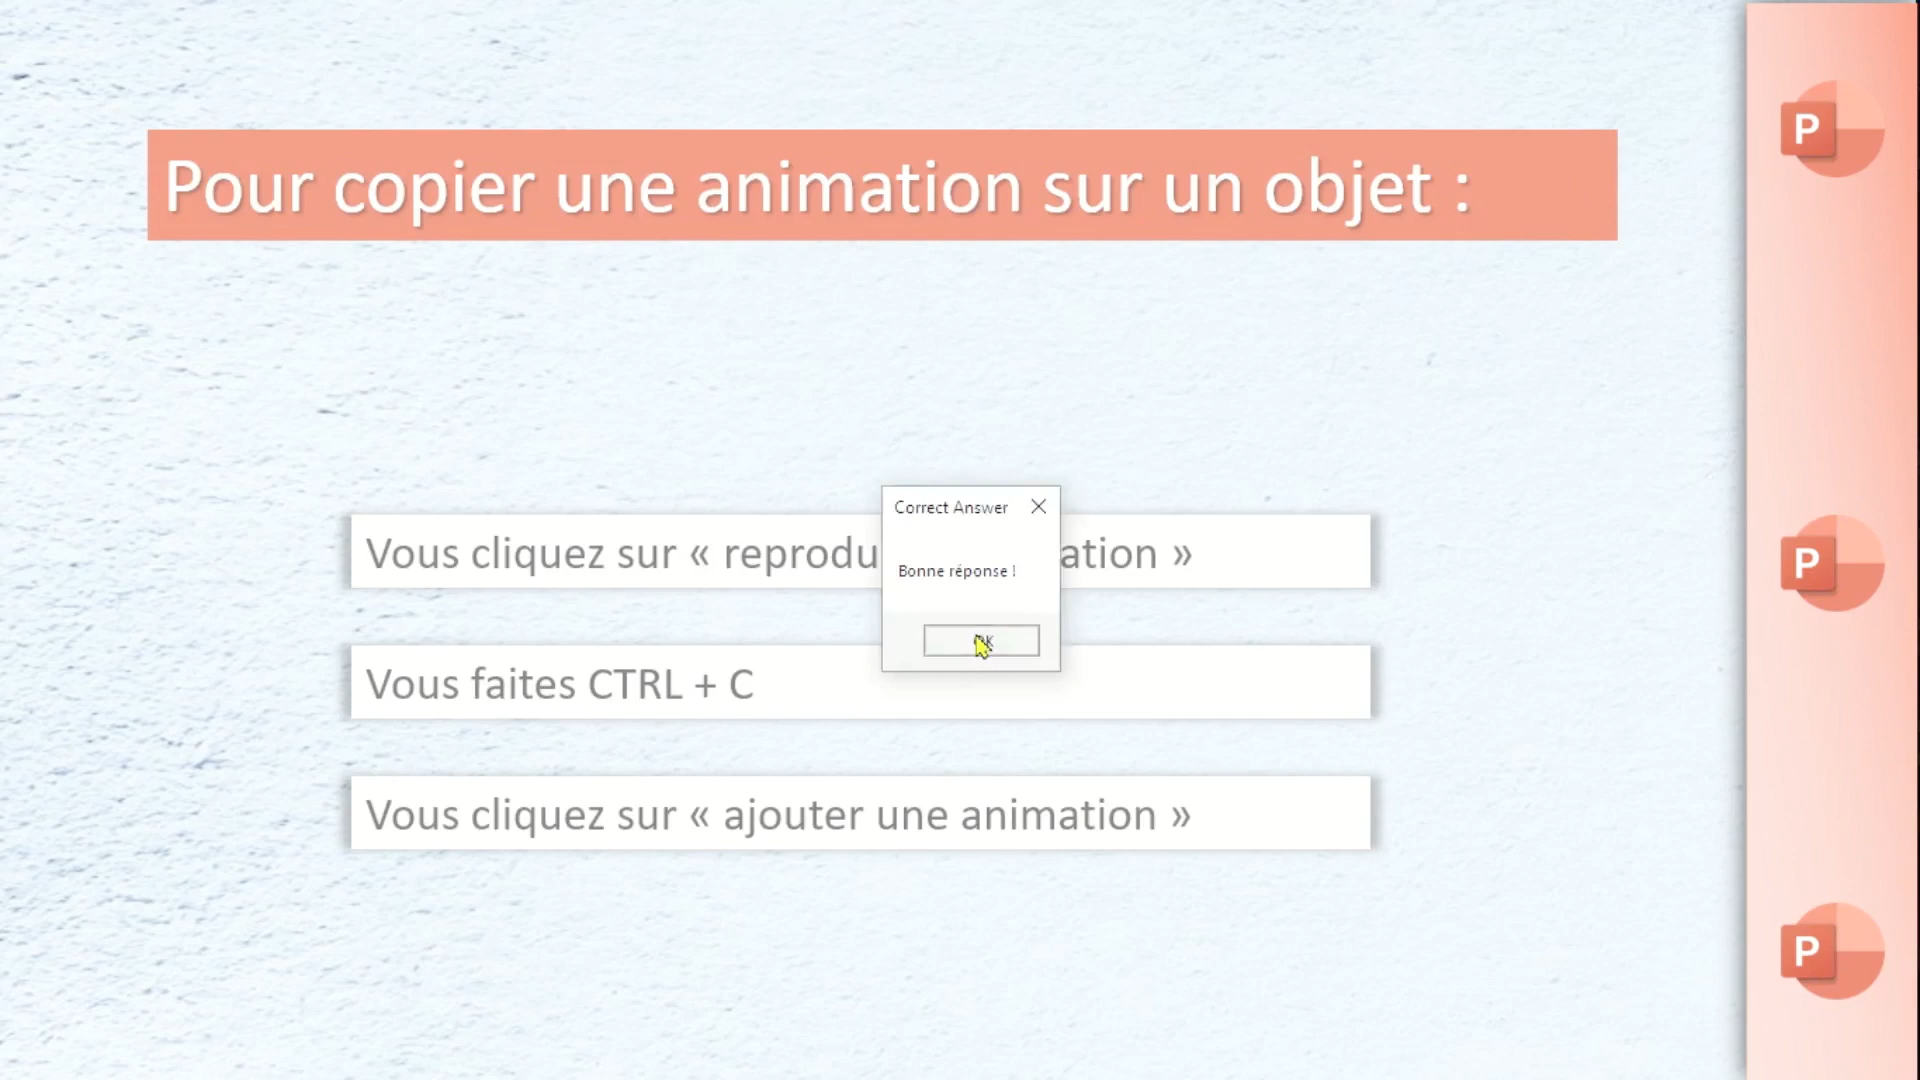 Pour copier une animation sur un objet :
Correct Answer
Vous cliquez sur « reprodu ation »
Bonne réponse !
Vous faites CTRL + C
Vous cliquez sur « ajouter une animation »
P
P
P